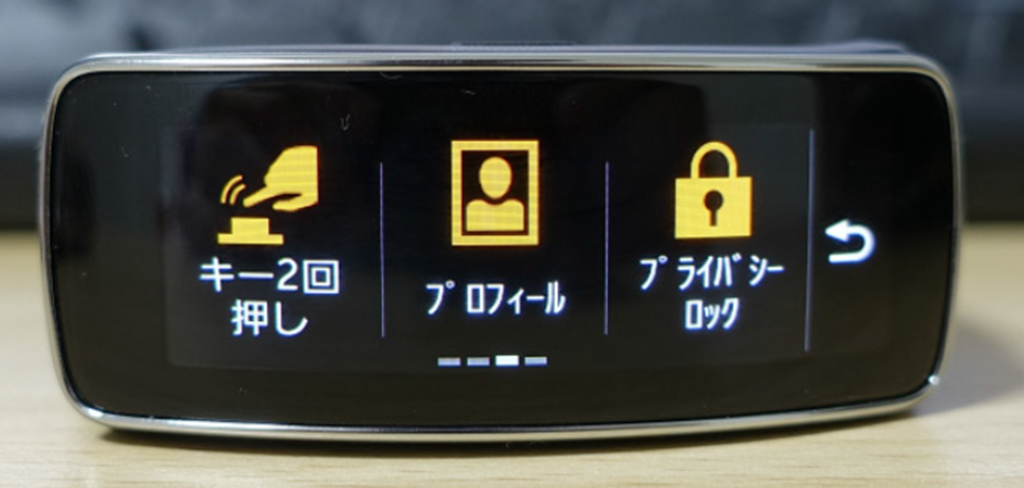 キー2回
押し
プロフィール
プライバシー
ロック